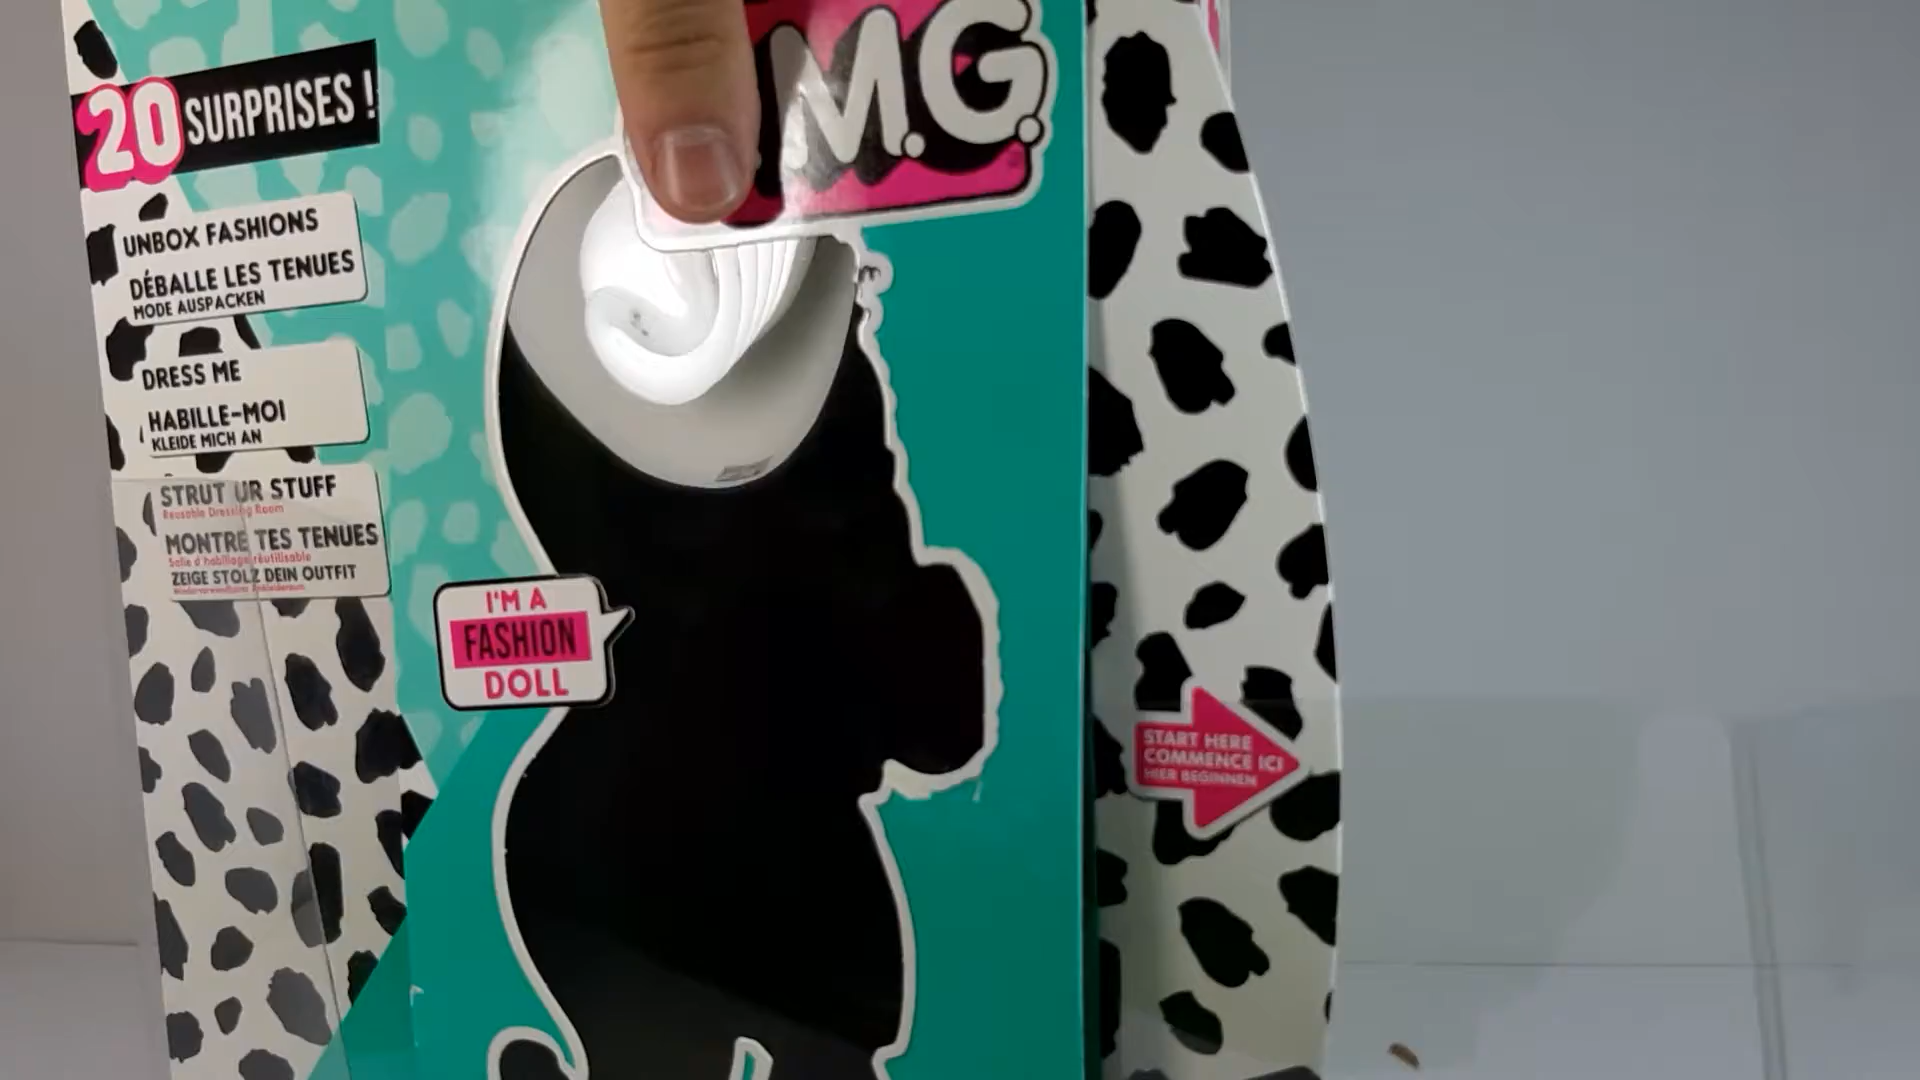 M.G.
20 SURPRISES !
UNBOX FASHIONS
DÉBALLE LES TENUES
MODE AUSPACKEN
DRESS ME
HABILLE-MOI
KLEIDE MICH AN
STRUT UR STUFF
Reusable Dressing Room
MONTRE TES TENUES
Salle d'habillage réutilisable
ZEIGE STOLZ DEIN OUTFIT
I'M A
FASHION
DOLL
START HERE
COMMENCE ICI
HIER BEGINNEN